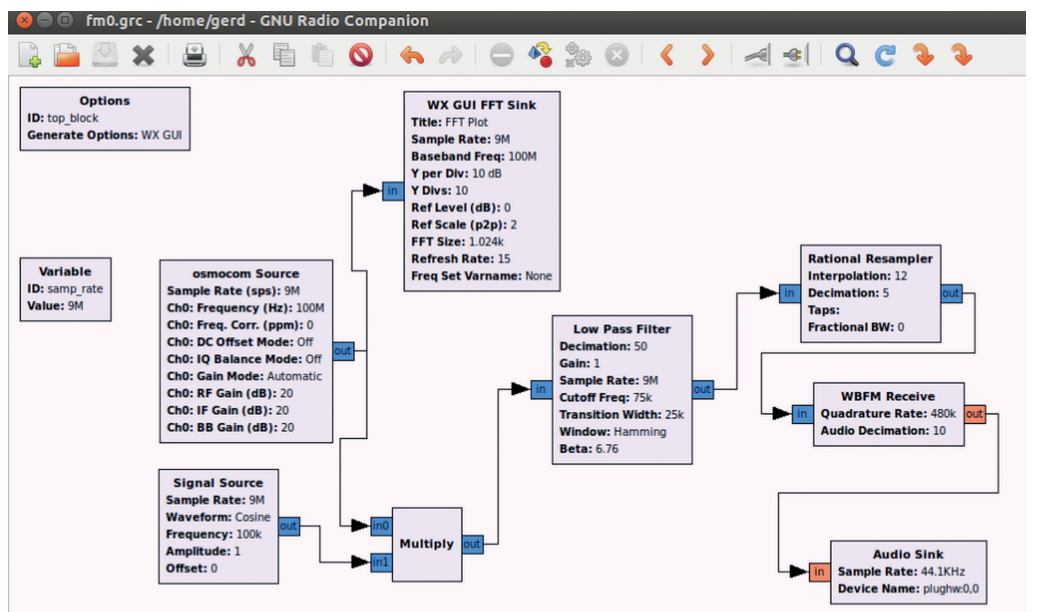 fm0.grc - /home/gerd - GNU Radio Companion
Options
ID: top_block
Generate Options: WX GUI
Variable
ID: samp_rate
Value: 9M
osmocom Source
Sample Rate (sps): 9M
Ch0: Frequency (Hz): 100M
Ch0: Freq. Corr. (ppm): 0
Ch0: DC Offset Mode: Off
Ch0: IQ Balance Mode: Off
Ch0: Gain Mode: Automatic
Ch0: RF Gain (dB): 20
Ch0: IF Gain (dB): 20
Ch0: BB Gain (dB): 20
out
Signal Source
Sample Rate: 9M
Waveform: Cosine
Frequency: 100k
Amplitude: 1
Offset: 0
out
WX GUI FFT Sink
Title: FFT Plot
Sample Rate: 9M
Baseband Freq: 100M
Y per Div: 10 dB
Y Divs: 10
Ref Level (dB): 0
Ref Scale (p2p): 2
FFT Size: 1.024k
Refresh Rate: 15
Freq Set Varname: None
in
in0
in1
Multiply
out
in
Low Pass Filter
Decimation: 50
Gain: 1
Sample Rate: 9M
Cutoff Freq: 75k
Transition Width: 25k
Window: Hamming
Beta: 6.76
out
in
Rational Resampler
Interpolation: 12
Decimation: 5
Taps:
Fractional BW: 0
out
in
WBFM Receive
Quadrature Rate: 480k
Audio Decimation: 10
out
in
Audio Sink
Sample Rate: 44.1KHz
Device Name: plughw:0,0